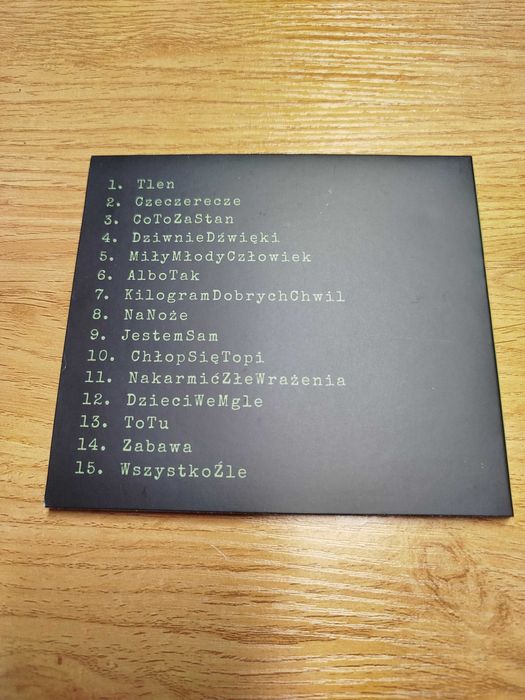 1. Tlen
2. Czeczerecze
3. CoToZaStan
4. DziwnieDźwięki
5. MiłyMłodyCzłowiek
6. AlboTak
7. KilogramDobrychChwil
8. NaNoże
9. JestemSam
10. ChłopSięTopi
11. NakarmićZłeWrażenia
12. DzieciWeMgle
13. ToTu
14. Zabawa
15. WszystkoŹle